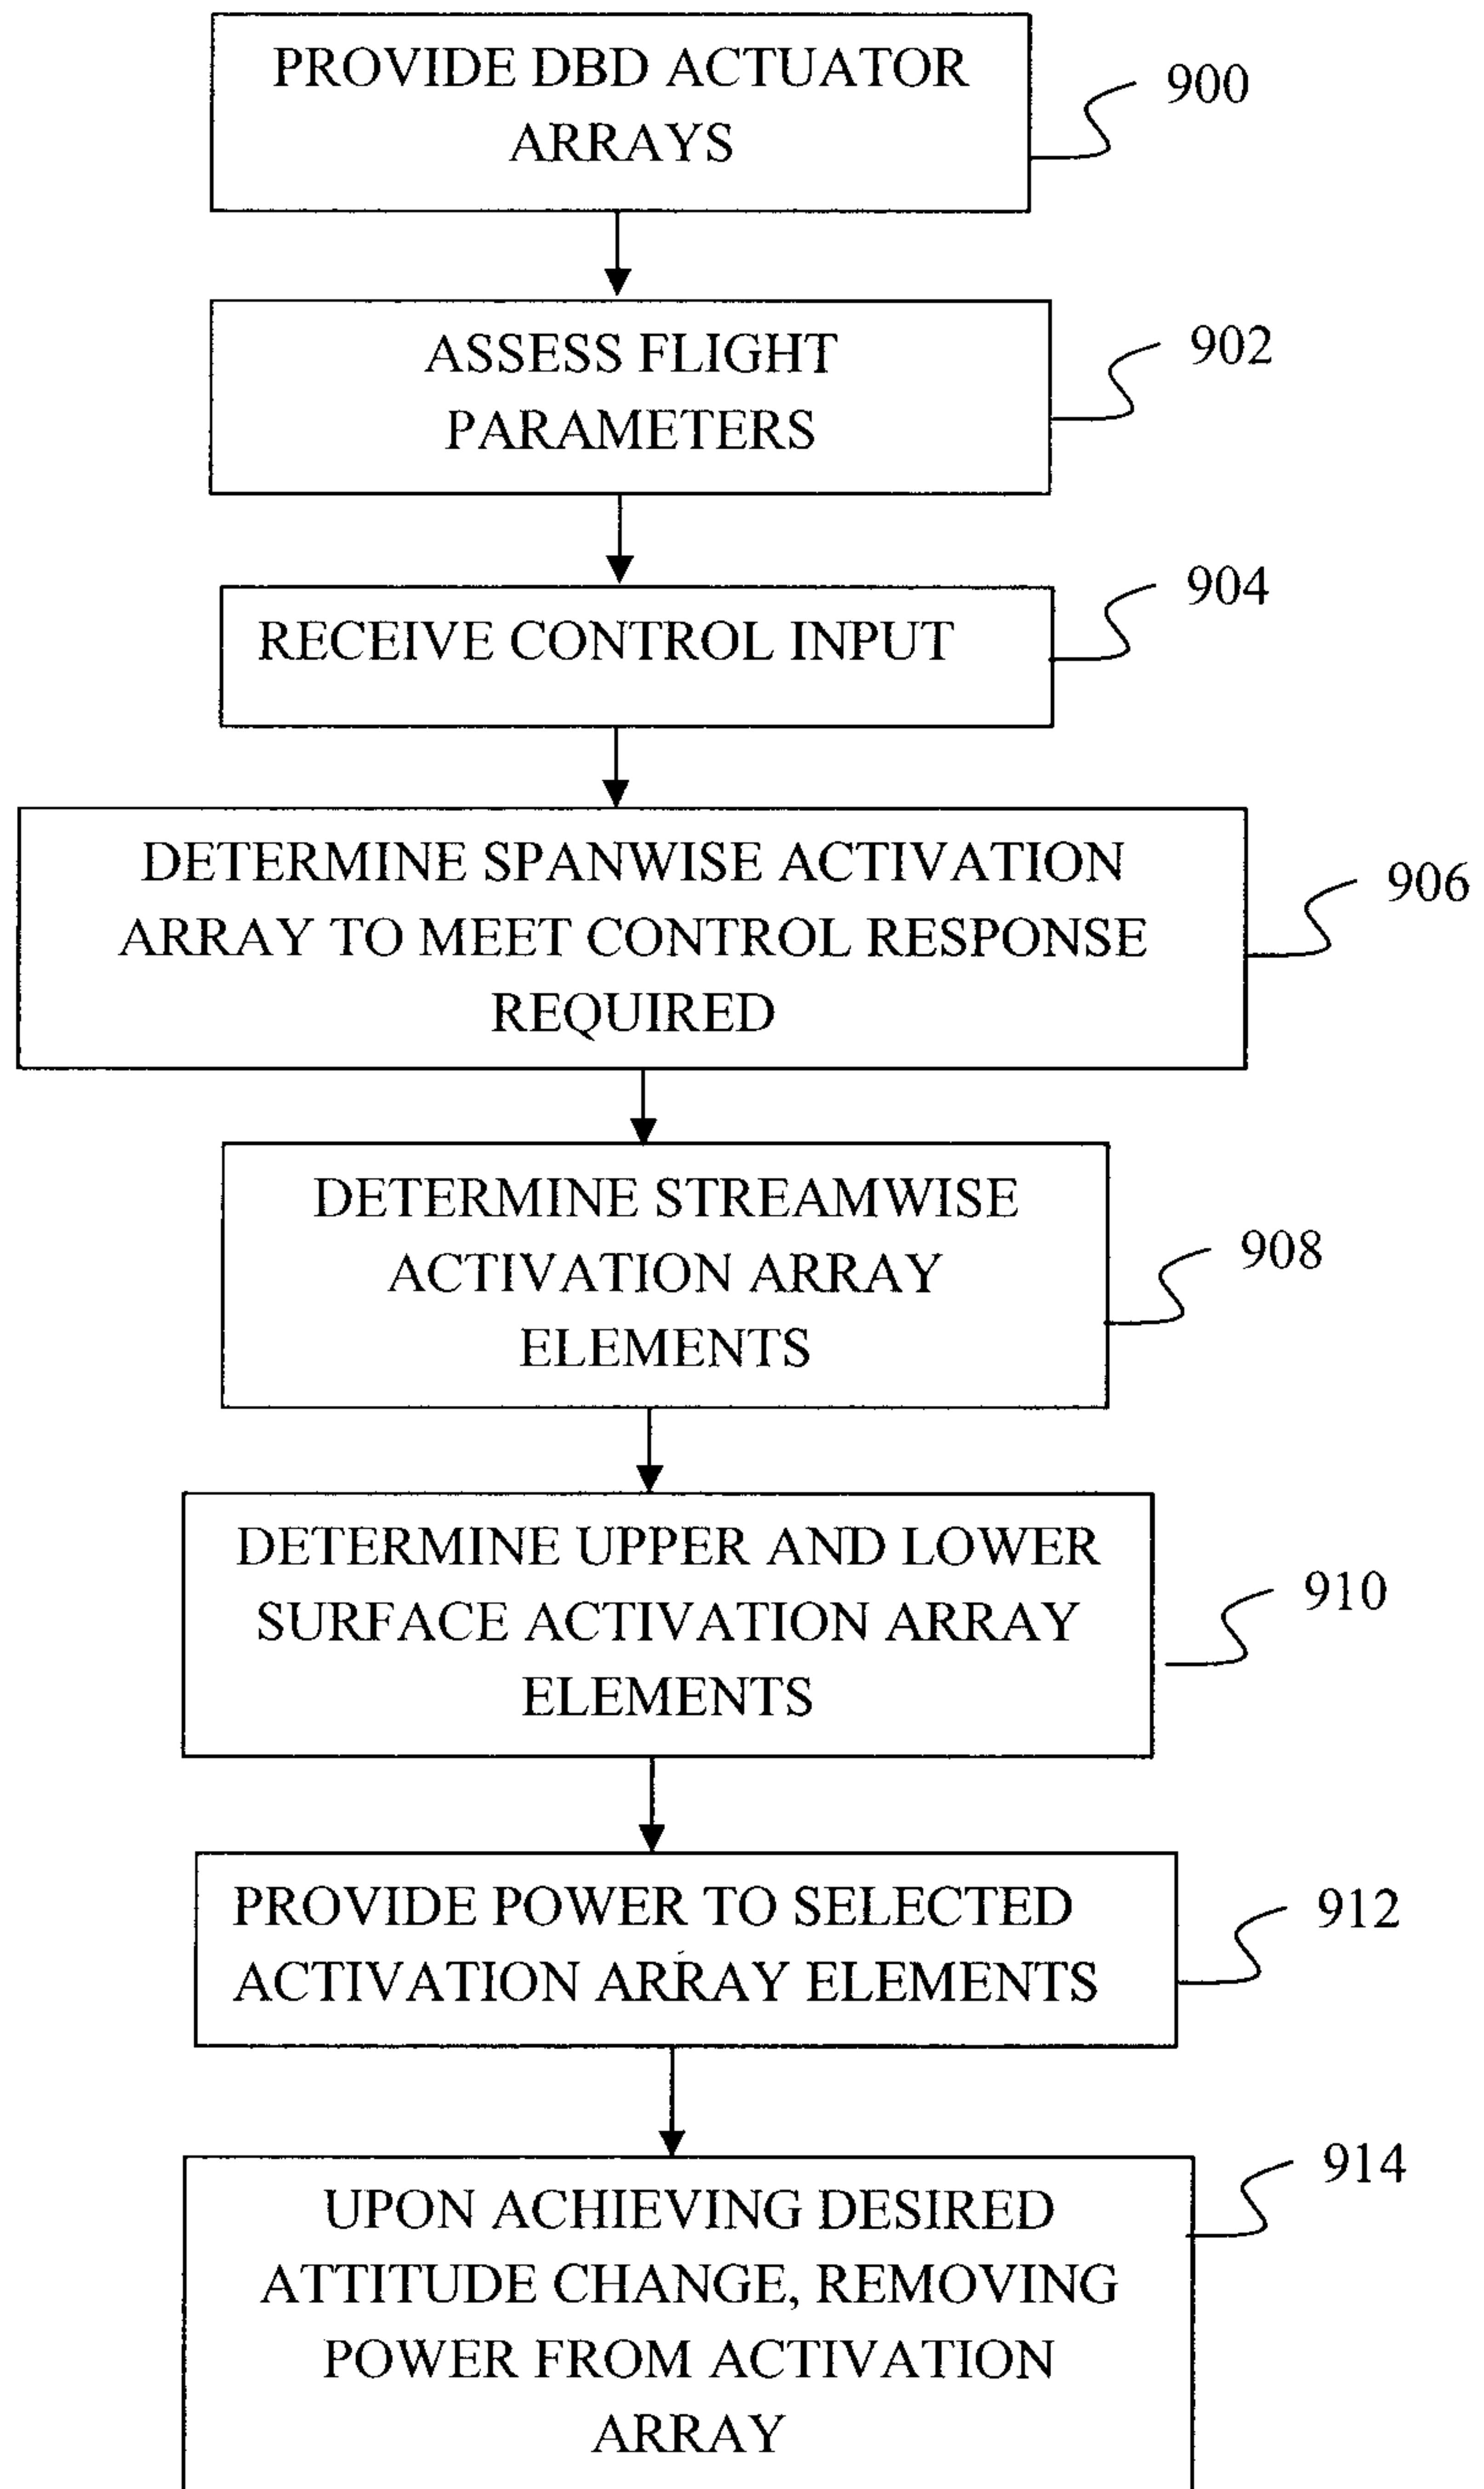 PROVIDE DBD ACTUATOR
ARRAYS
900
ASSESS FLIGHT
PARAMETERS
902
RECEIVE CONTROL INPUT
904
DETERMINE SPANWISE ACTIVATION
ARRAY TO MEET CONTROL RESPONSE
REQUIRED
906
DETERMINE STREAMWISE
ACTIVATION ARRAY
ELEMENTS
908
DETERMINE UPPER AND LOWER
SURFACE ACTIVATION ARRAY
ELEMENTS
910
PROVIDE POWER TO SELECTED
ACTIVATION ARRAY ELEMENTS
912
UPON ACHIEVING DESIRED
ATTITUDE CHANGE, REMOVING
POWER FROM ACTIVATION
ARRAY
914